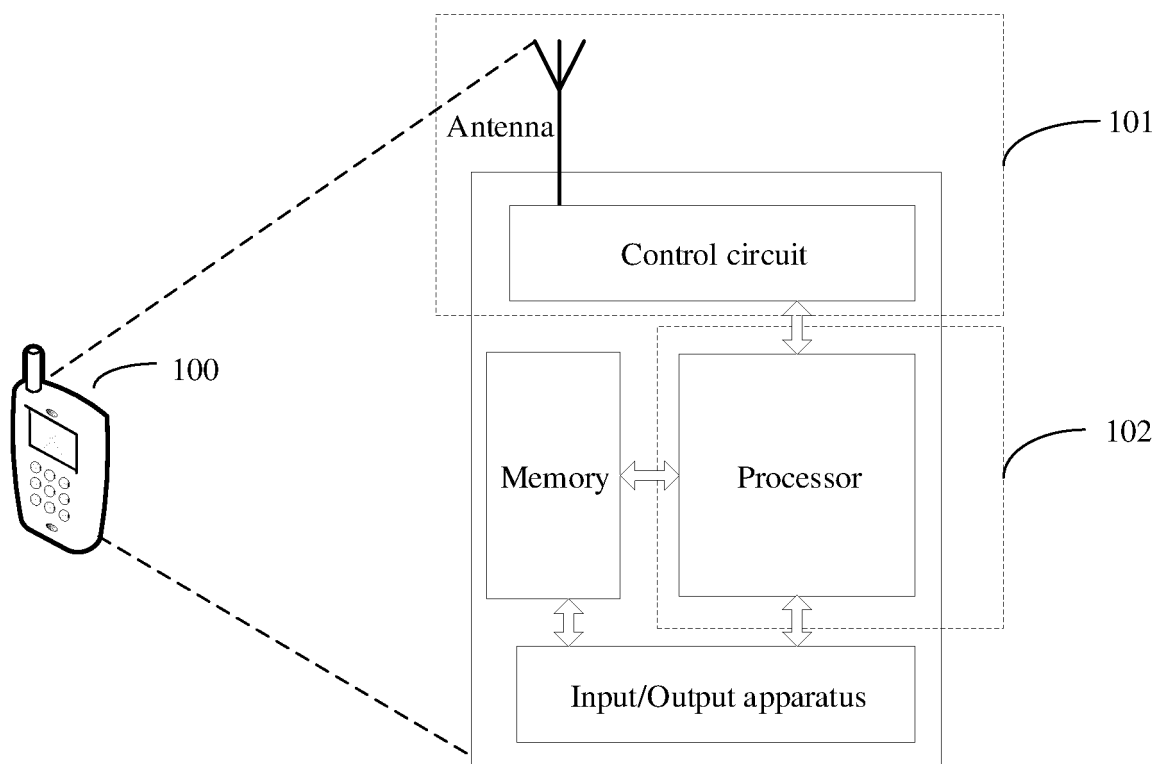 Antenna
101
Control circuit
100
102
Memory
Processor
Input/Output apparatus